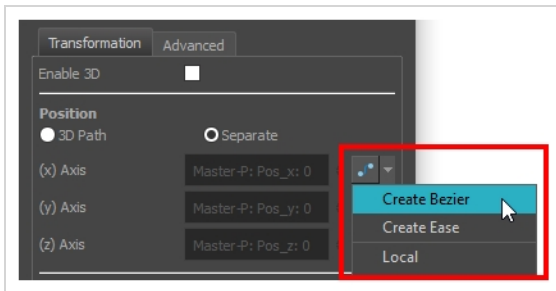 Transformation Advanced
Enable 3D
Position
3D Path Separate
(x) Axis Master-P: Pos_x: 0
Create Bezier
(y) Axis Master-P: Pos_y: 0
Create Ease
(z) Axis Master-P: Pos_z: 0
Local